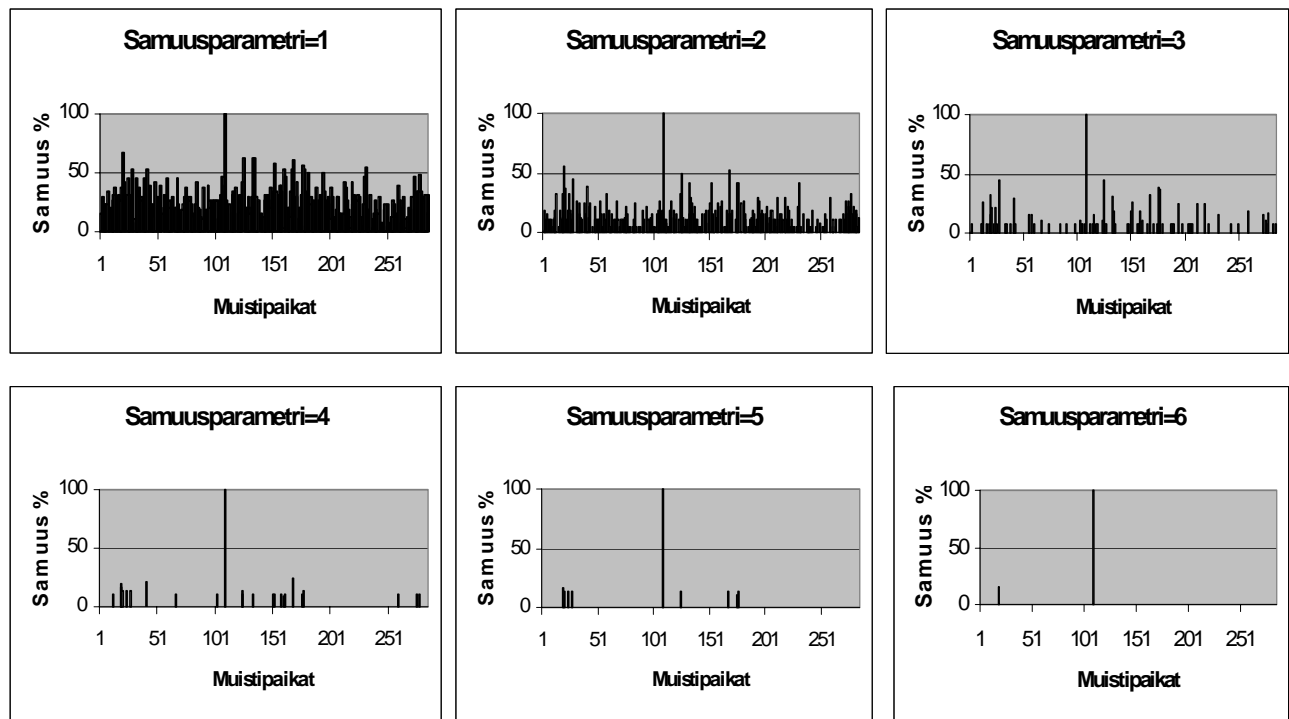 Samuusparametri=1
Samuus %
100
50
0
1 51 101 151 201 251
Muistipaikat
Samuusparametri=2
Samuus %
100
50
0
1 51 101 151 201 251
Muistipaikat
Samuusparametri=3
Samuus %
100
50
0
1 51 101 151 201 251
Muistipaikat
Samuusparametri=4
Samuus %
100
50
0
1 51 101 151 201 251
Muistipaikat
Samuusparametri=5
Samuus %
100
50
0
1 51 101 151 201 251
Muistipaikat
Samuusparametri=6
Samuus %
100
50
0
1 51 101 151 201 251
Muistipaikat